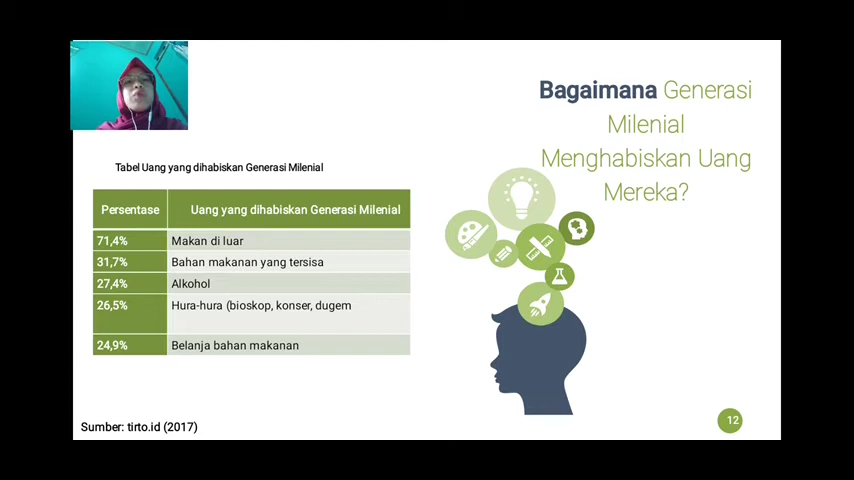 Bagaimana Generasi
Milenial
Menghabiskan Uang
Mereka?
Tabel Uang yang dihabiskan Generasi Milenial
Persentase Uang yang dihabiskan Generasi Milenial
71,4% Makan di luar
31,7% Bahan makanan yang tersisa
27,4% Alkohol
26,5% Hura-hura (bioskop, konser, dugem
24,9% Belanja bahan makanan
Sumber: tirto.id (2017)
12